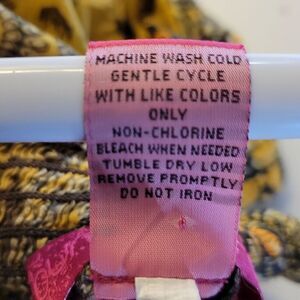 MACHINE WASH COLD
GENTLE CYCLE
WITH LIKE COLORS
ONLY
NON-CHLORINE
BLEACH WHEN NEEDED
TUMBLE DRY LOW
REMOVE PROMPTLY
DO NOT IRON